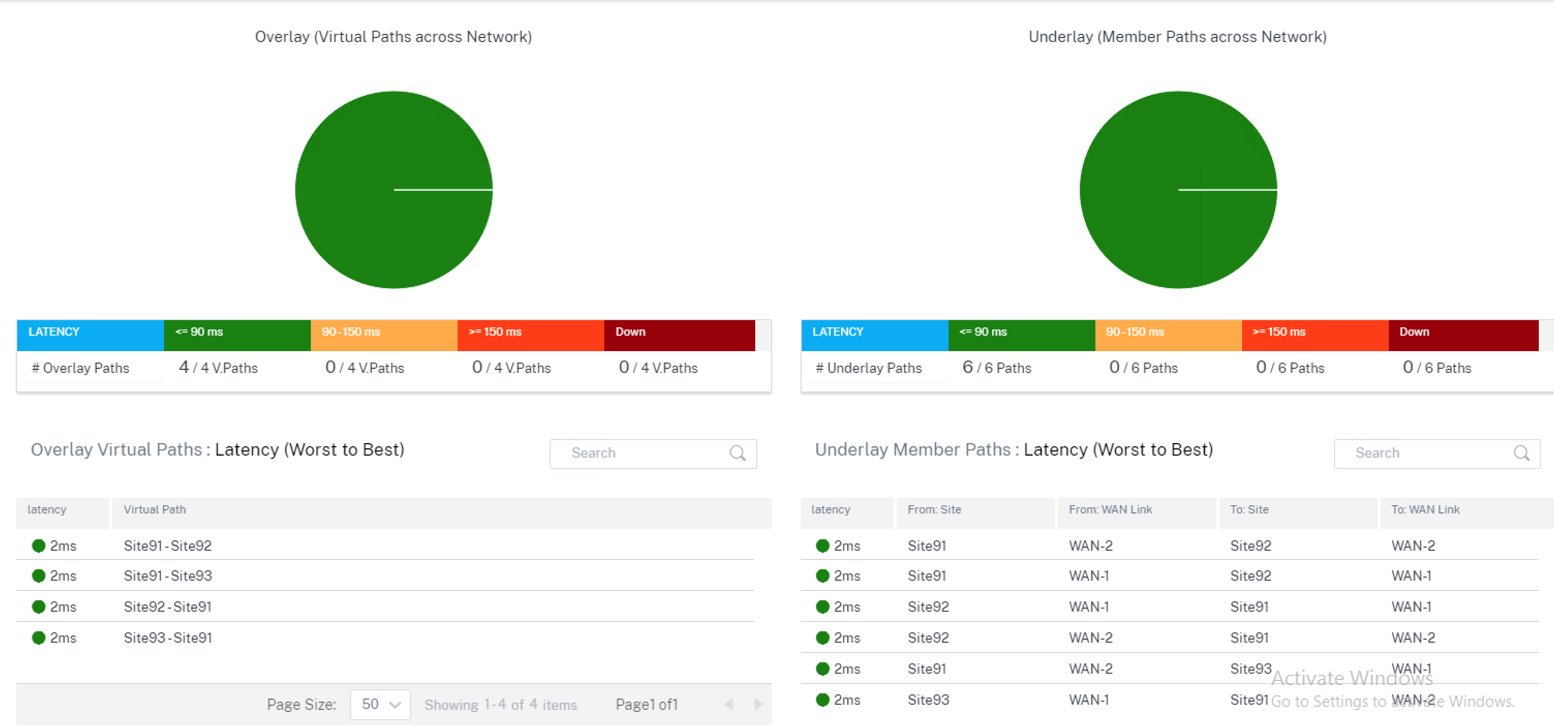 Overlay (Virtual Paths across Network)
Underlay (Member Paths across Network)
LATENCY <= 90 ms 90-150 ms >= 150 ms Down
# Overlay Paths 4 / 4 V.Paths 0 / 4 V.Paths 0 / 4 V.Paths 0 / 4 V.Paths
LATENCY <= 90 ms 90-150 ms >= 150 ms Down
# Underlay Paths 6 / 6 Paths 0 / 6 Paths 0 / 6 Paths 0 / 6 Paths
Overlay Virtual Paths : Latency (Worst to Best) Search
latency Virtual Path
2ms Site91-Site92
2ms Site91-Site93
2ms Site92-Site91
2ms Site93-Site91
Page Size: 50 Showing 1-4 of 4 items Page1 of1
Underlay Member Paths : Latency (Worst to Best) Search
latency From: Site From: WAN Link To: Site To: WAN Link
2ms Site91 WAN-2 Site92 WAN-2
2ms Site91 WAN-1 Site92 WAN-1
2ms Site92 WAN-1 Site91 WAN-1
2ms Site92 WAN-2 Site91 WAN-2
2ms Site91 WAN-2 Site93 WAN-1
2ms Site93 WAN-1 Site91 WAN-2
Activate Windows
Go to Settings to activate Windows.